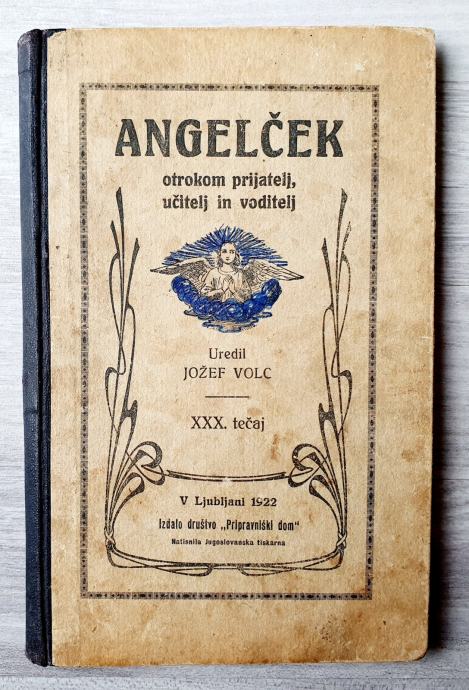 ANGELČEK
otrokom prijatelj,
učitelj in voditelj
Uredil
JOŽEF VOLC
XXX. tečaj
V Ljubljani 1922
Izdalo društvo „Pripravniški dom“
Natisnila Jugoslovanska tiskarna